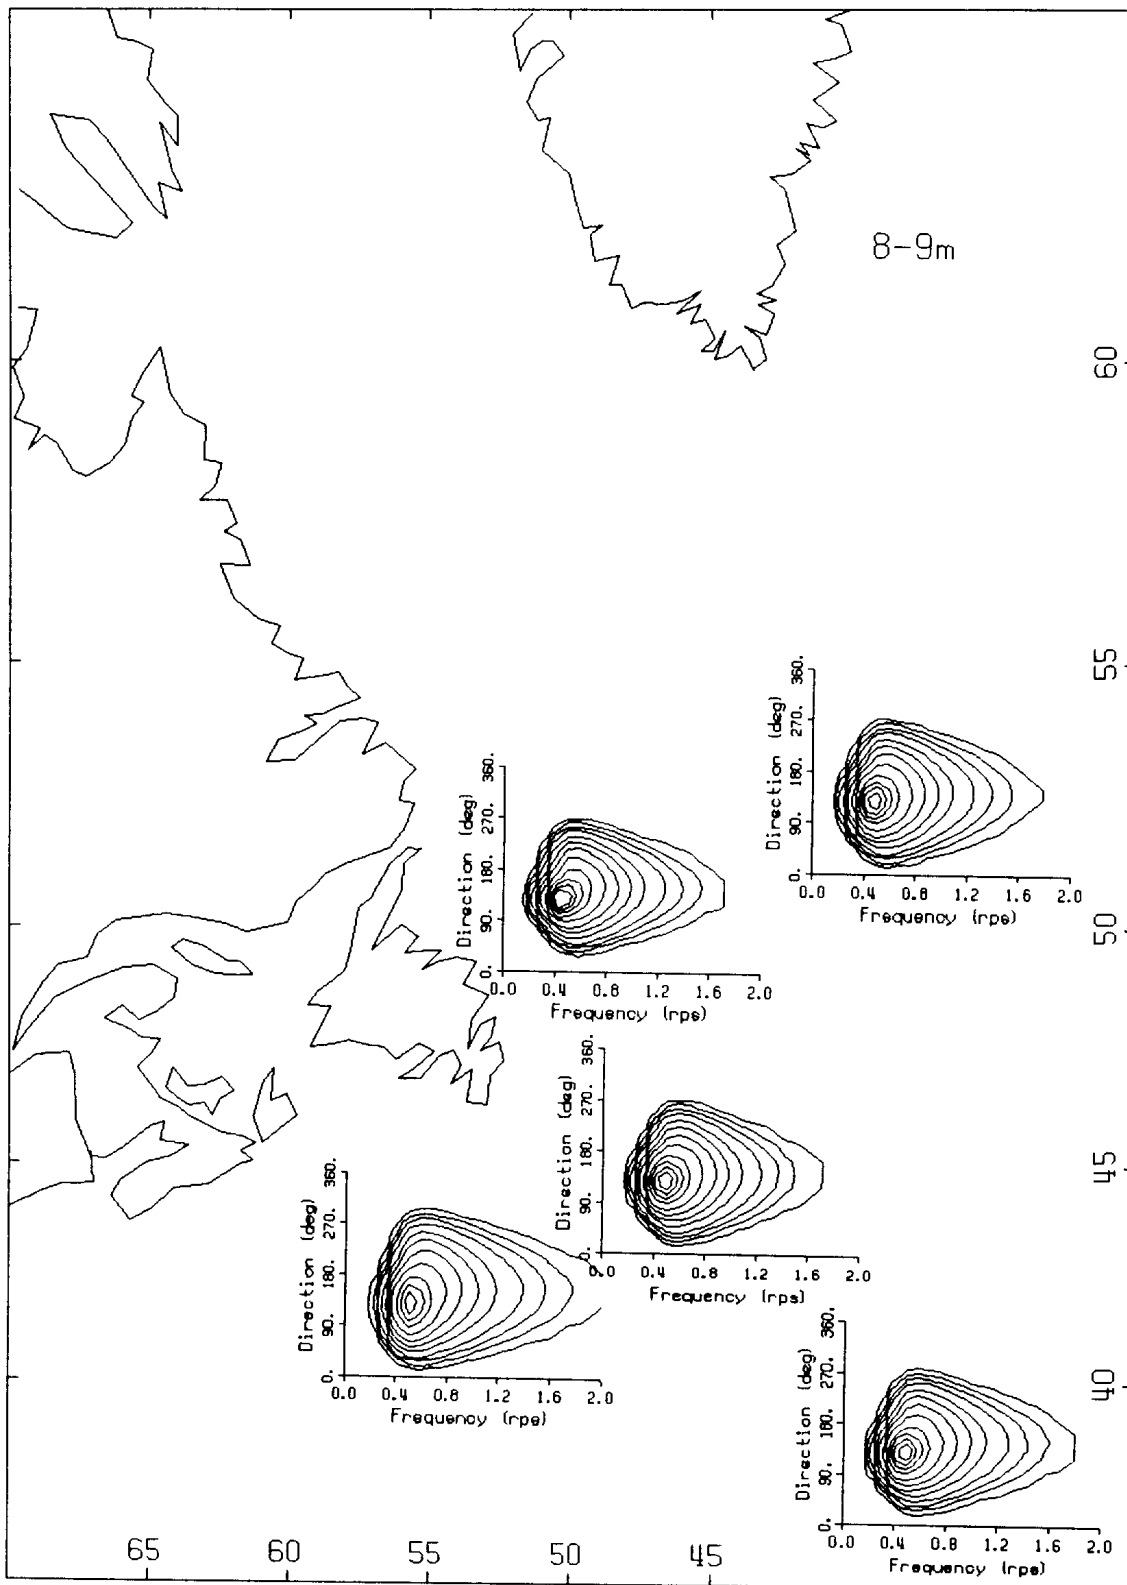 8-9m
60
55
50
45
40
65 60 55 50 45
Direction (deg)
0. 90. 180. 270. 360.
0.0 0.4 0.8 1.2 1.6 2.0
Frequency (rps)
Direction (deg)
0. 90. 180. 270. 360.
0.0 0.4 0.8 1.2 1.6 2.0
Frequency (rps)
Direction (deg)
0. 90. 180. 270. 360.
0.0 0.4 0.8 1.2 1.6 2.0
Frequency (rps)
Direction (deg)
0. 90. 180. 270. 360.
0.0 0.4 0.8 1.2 1.6 2.0
Frequency (rps)
Direction (deg)
0. 90. 180. 270. 360.
0.0 0.4 0.8 1.2 1.6 2.0
Frequency (rps)